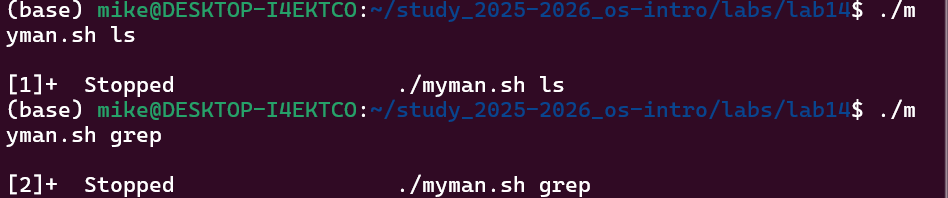 (base) mike@DESKTOP-I4EKTCO:~/study_2025-2026_os-intro/labs/lab14$ ./m
yman.sh ls
[1]+  Stopped                 ./myman.sh ls
(base) mike@DESKTOP-I4EKTCO:~/study_2025-2026_os-intro/labs/lab14$ ./m
yman.sh grep
[2]+  Stopped                 ./myman.sh grep